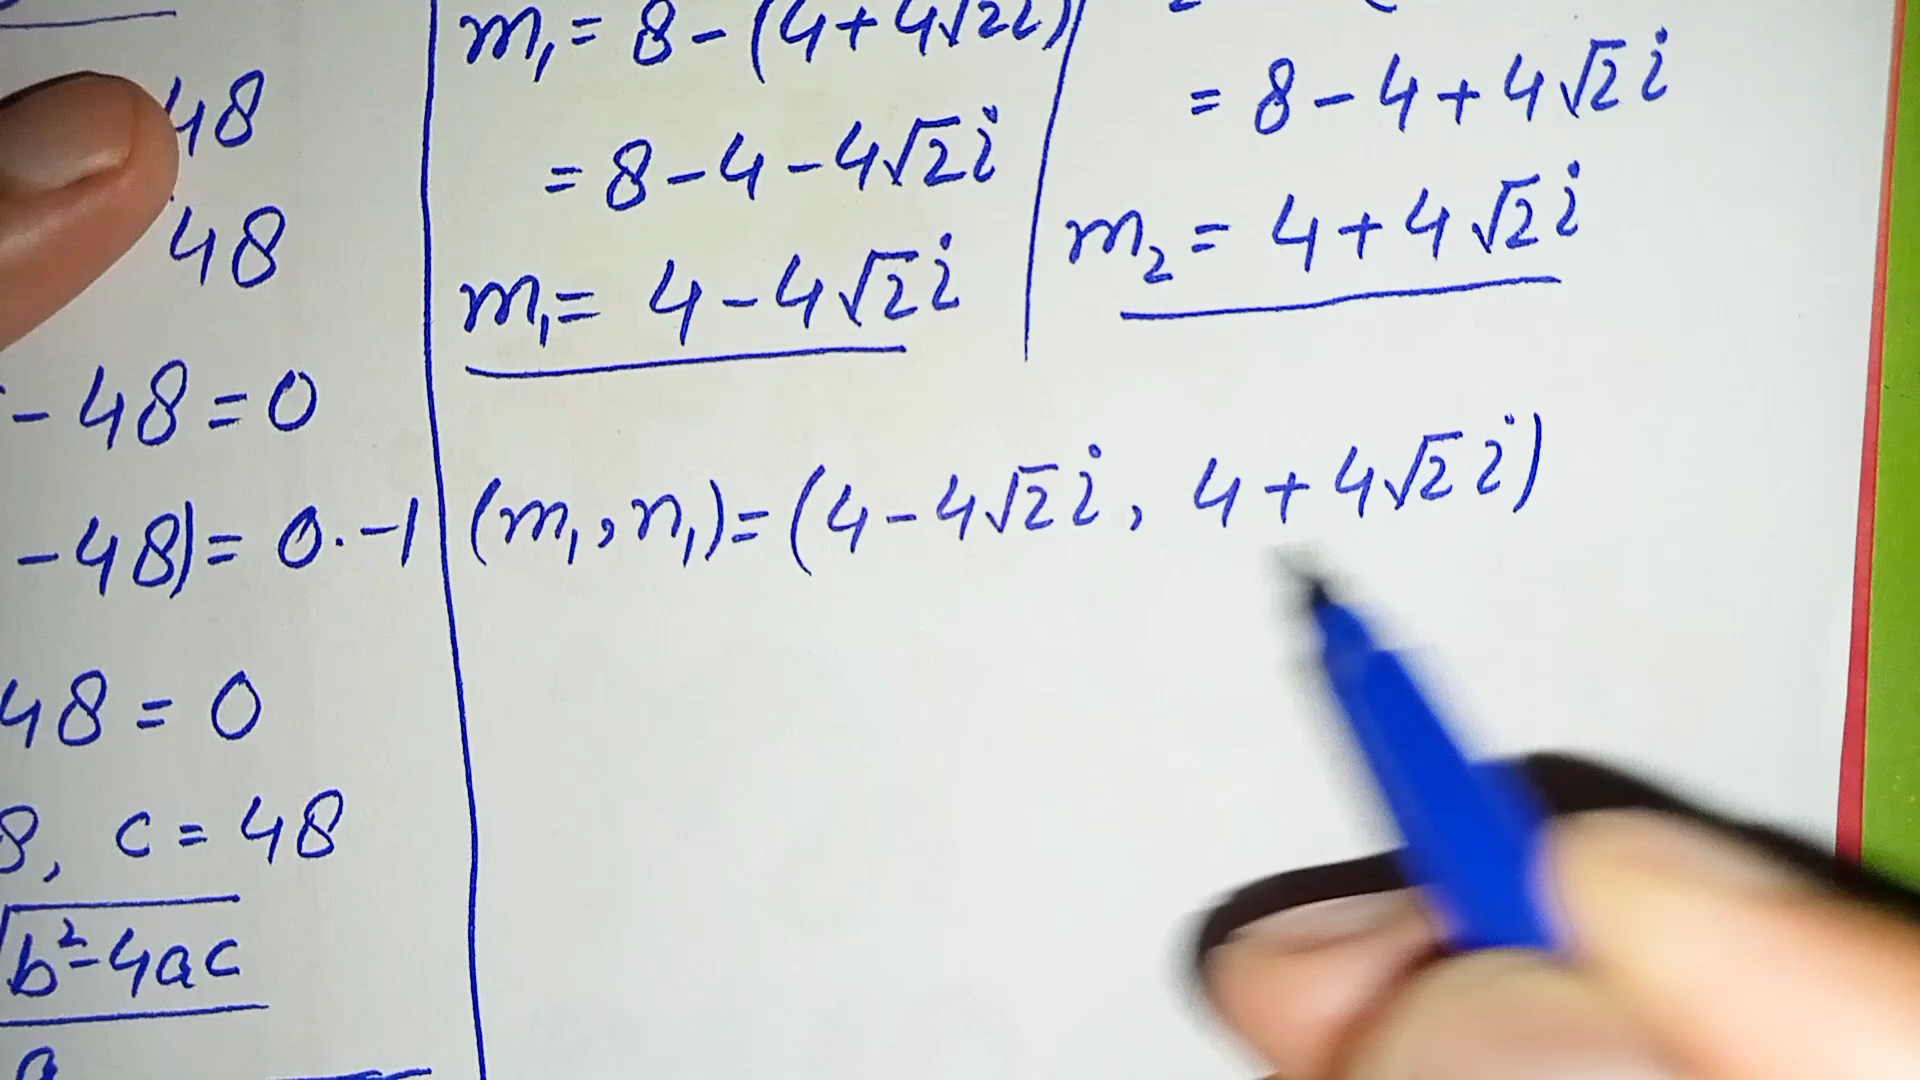 48
48
- 48 = 0
- 48) = 0 . -1
48 = 0
8, c = 48
√b²-4ac
m₁ = 8 - (4 + 4√2i)
= 8 - 4 - 4√2i
m₁ = 4 - 4√2i
= 8 - 4 + 4√2i
m₂ = 4 + 4√2i
(m₁, n₁) = (4 - 4√2i, 4 + 4√2i)